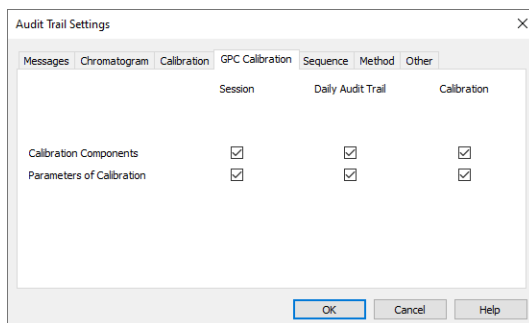 Audit Trail Settings
Messages Chromatogram Calibration GPC Calibration Sequence Method Other
Session Daily Audit Trail Calibration
Calibration Components
Parameters of Calibration
OK Cancel Help